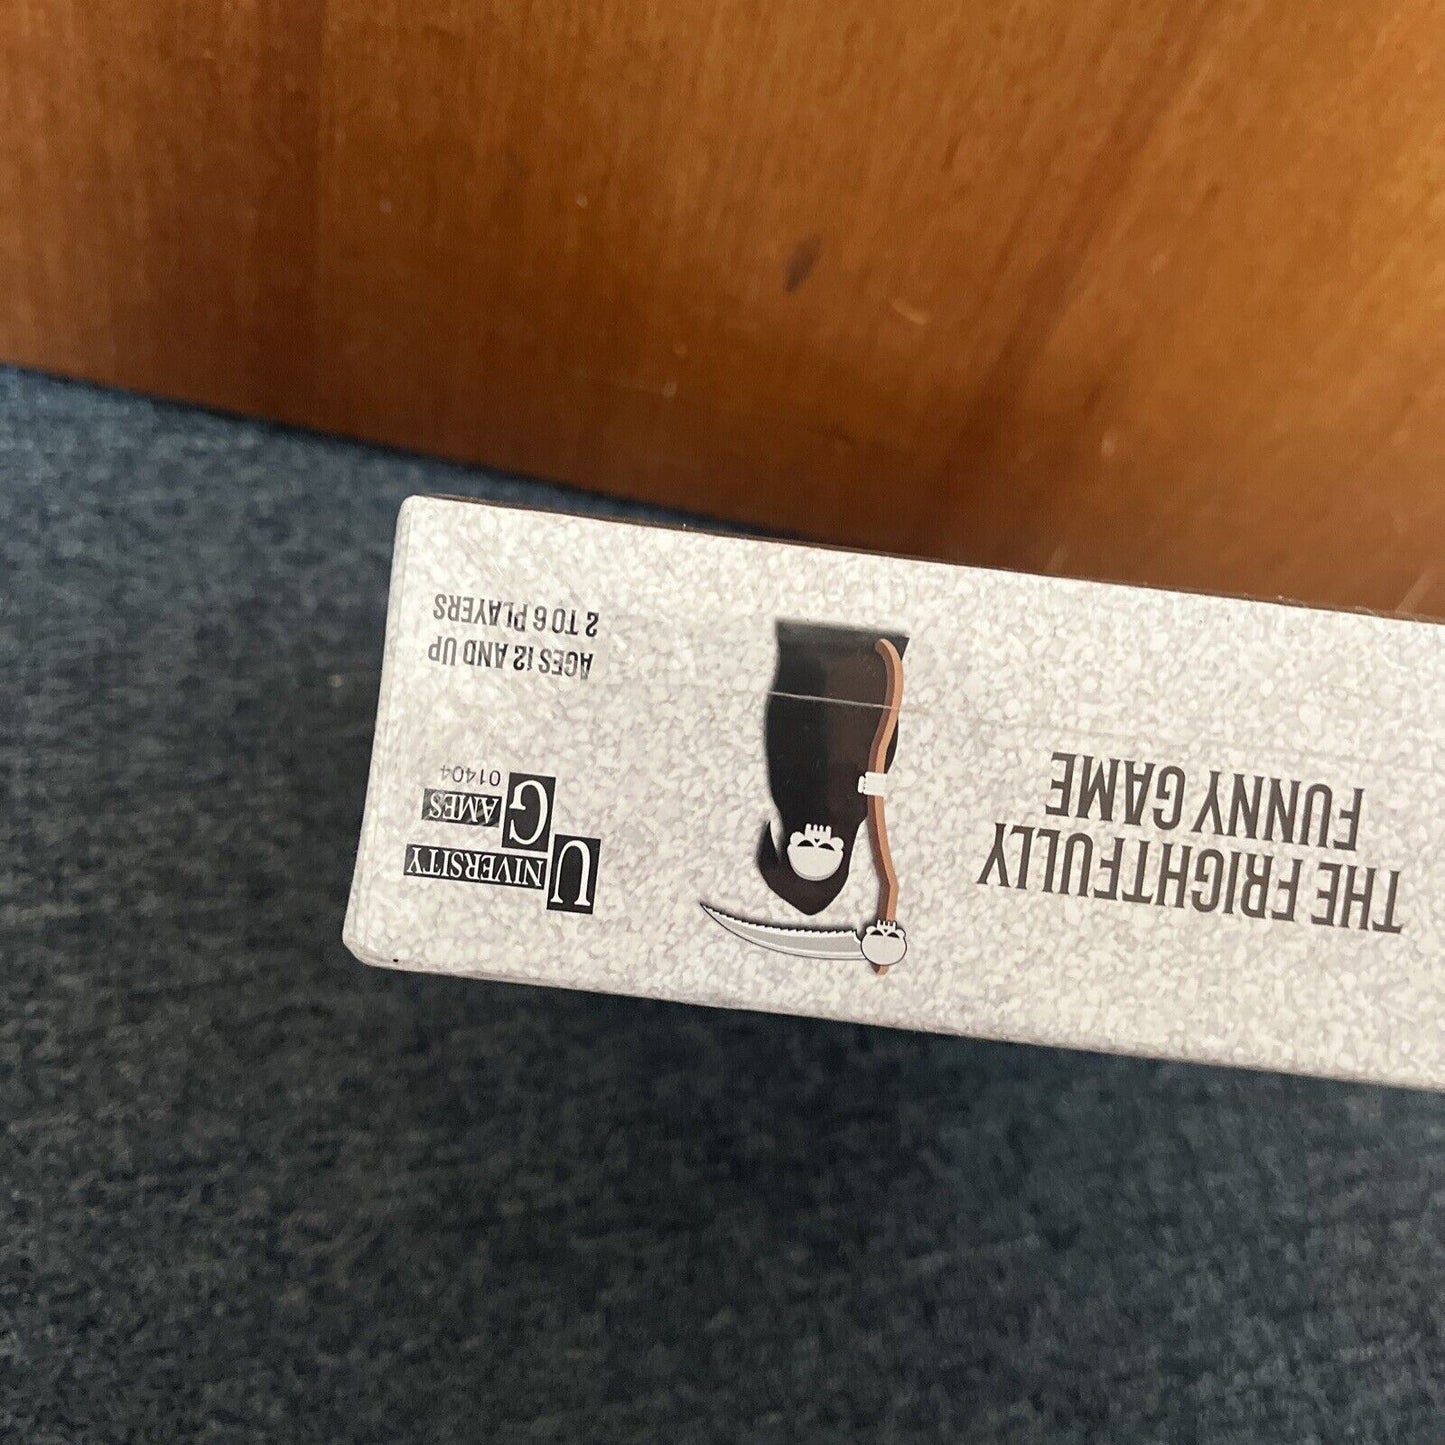 THE FRIGHTFULLY
FUNNY GAME
UNIVERSITY
GAMES
01404
AGES 12 AND UP
2 TO 6 PLAYERS